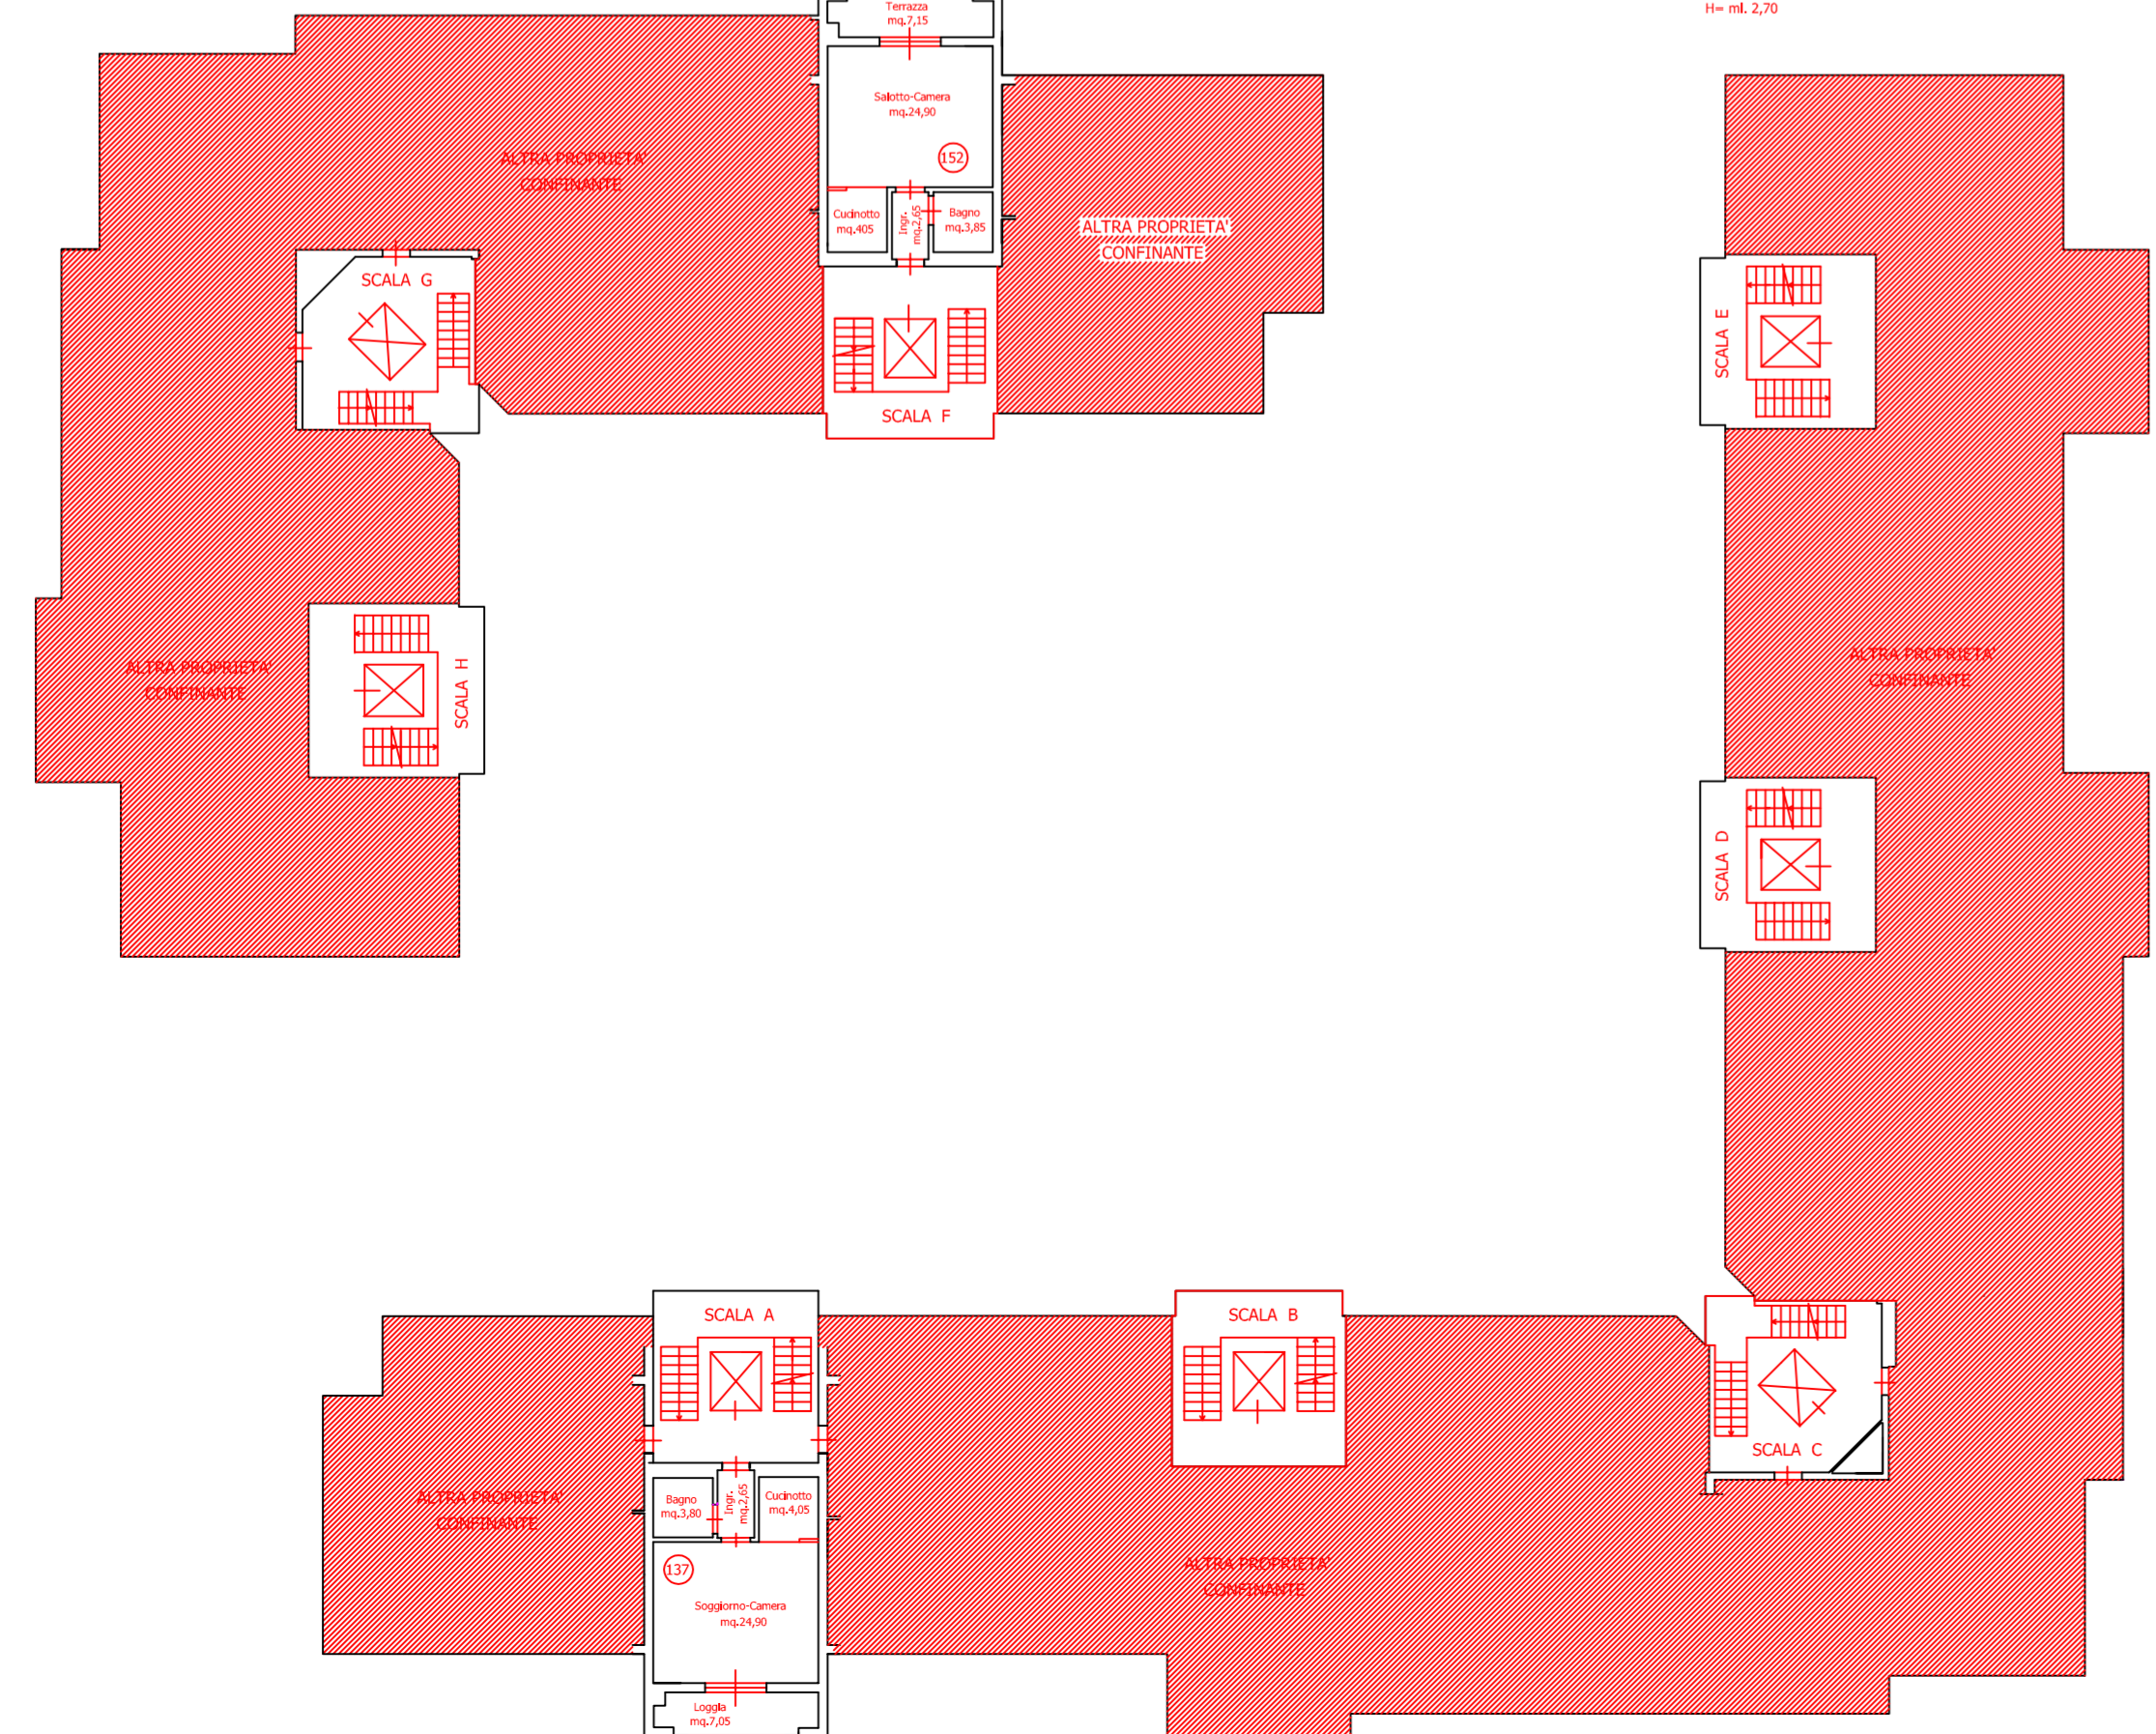 Terrazza
mq.7,15
H= ml. 2,70
Salotto-Camera
mq.24,90
152
ALTRA PROPRIETA'
CONFINANTE
Cucinotto
mq.405
Ingr.
mq.2,65
Bagno
mq.3,85
ALTRA PROPRIETA'
CONFINANTE
SCALA G
SCALA F
SCALA E
ALTRA PROPRIETA'
CONFINANTE
SCALA H
ALTRA PROPRIETA'
CONFINANTE
SCALA D
SCALA A
SCALA B
SCALA C
ALTRA PROPRIETA'
CONFINANTE
Bagno
mq.3,80
Ingr.
mq.2,65
Cucinotto
mq.4,05
137
Soggiorno-Camera
mq.24,90
ALTRA PROPRIETA'
CONFINANTE
Loggia
mq.7,05